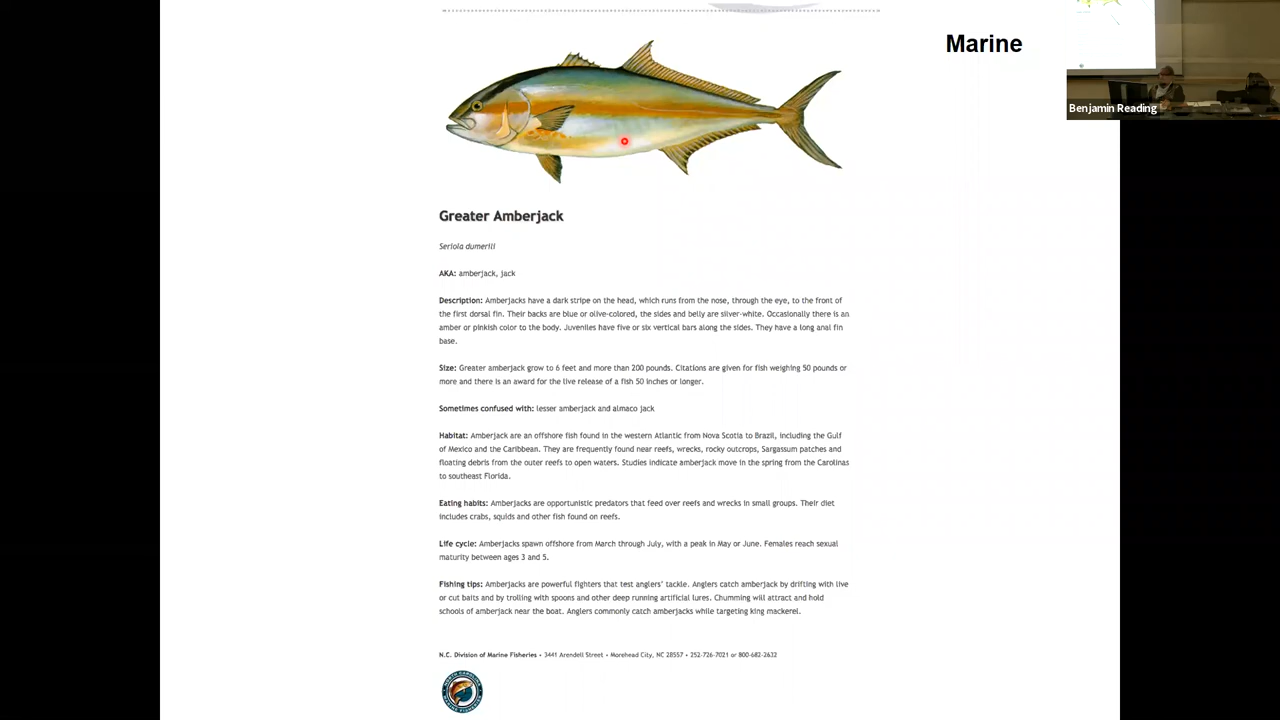 Marine
Benjamin Reading
Greater Amberjack
Seriola dumerili
AKA: amberjack, jack
Description: Amberjacks have a dark stripe on the head, which runs from the nose, through the eye, to the front of
the first dorsal fin. Their backs are blue or olive-colored, the sides and belly are silver-white. Occasionally there is an
amber or pinkish color to the body. Juveniles have five or six vertical bars along the sides. They have a long anal fin
base.
Size: Greater amberjack grow to 6 feet and more than 200 pounds. Citations are given for fish weighing 50 pounds or
more and there is an award for the live release of a fish 50 inches or longer.
Sometimes confused with: lesser amberjack and almaco jack
Habitat: Amberjack are an offshore fish found in the western Atlantic from Nova Scotia to Brazil, including the Gulf
of Mexico and the Caribbean. They are frequently found near reefs, wrecks, rocky outcrops, Sargassum patches and
floating debris from the outer reefs to open waters. Studies indicate amberjack move in the spring from the Carolinas
to southeast Florida.
Eating habits: Amberjacks are opportunistic predators that feed over reefs and wrecks in small groups. Their diet
includes crabs, squids and other fish found on reefs.
Life cycle: Amberjacks spawn offshore from March through July, with a peak in May or June. Females reach sexual
maturity between ages 3 and 5.
Fishing tips: Amberjacks are powerful fighters that test anglers' tackle. Anglers catch amberjack by drifting with live
or cut baits and by trolling with spoons and other deep running artificial lures. Chumming will attract and hold
schools of amberjack near the boat. Anglers commonly catch amberjacks while targeting king mackerel.
N.C. Division of Marine Fisheries • 3441 Arendell Street • Morehead City, NC 28557 • 252-726-7021 or 800-682-2632
NORTH CAROLINA
MARINE FISHERIES